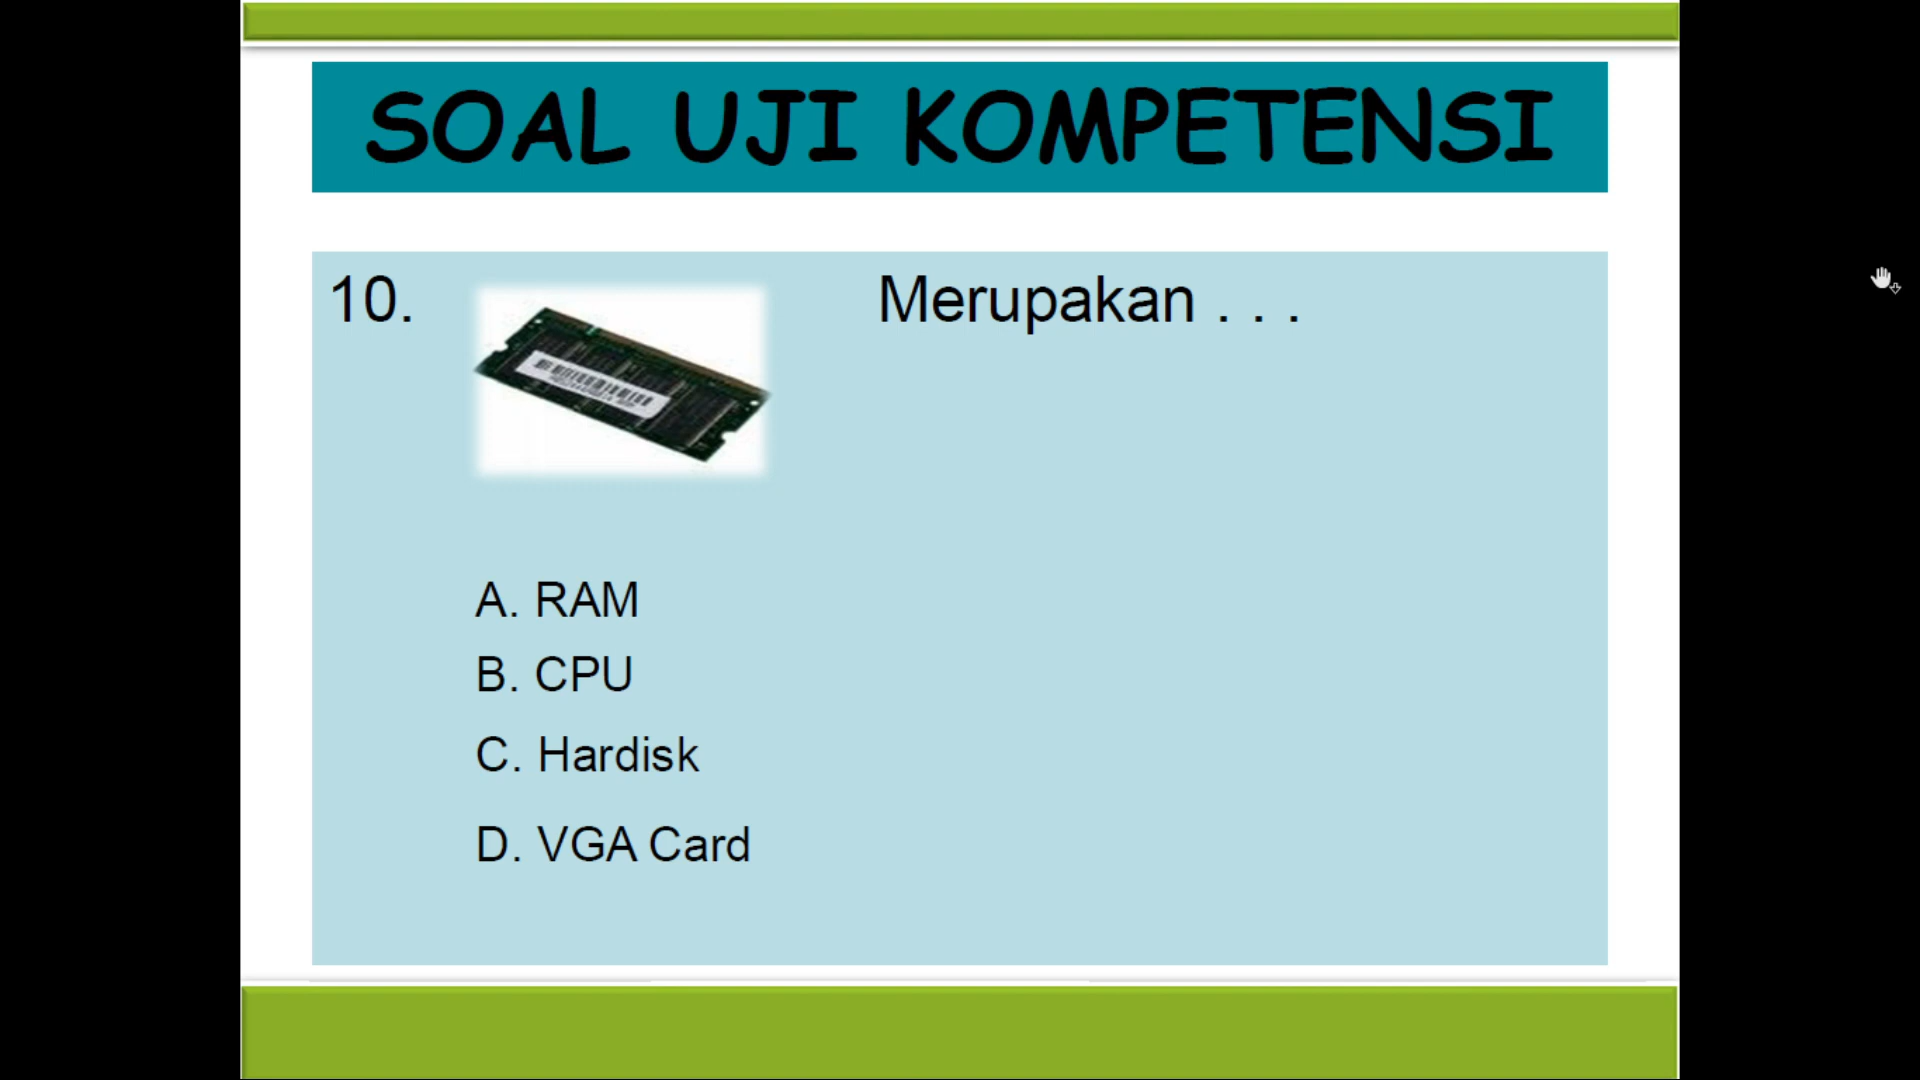 SOAL UJI KOMPETENSI
10. Merupakan . . .
A. RAM
B. CPU
C. Hardisk
D. VGA Card